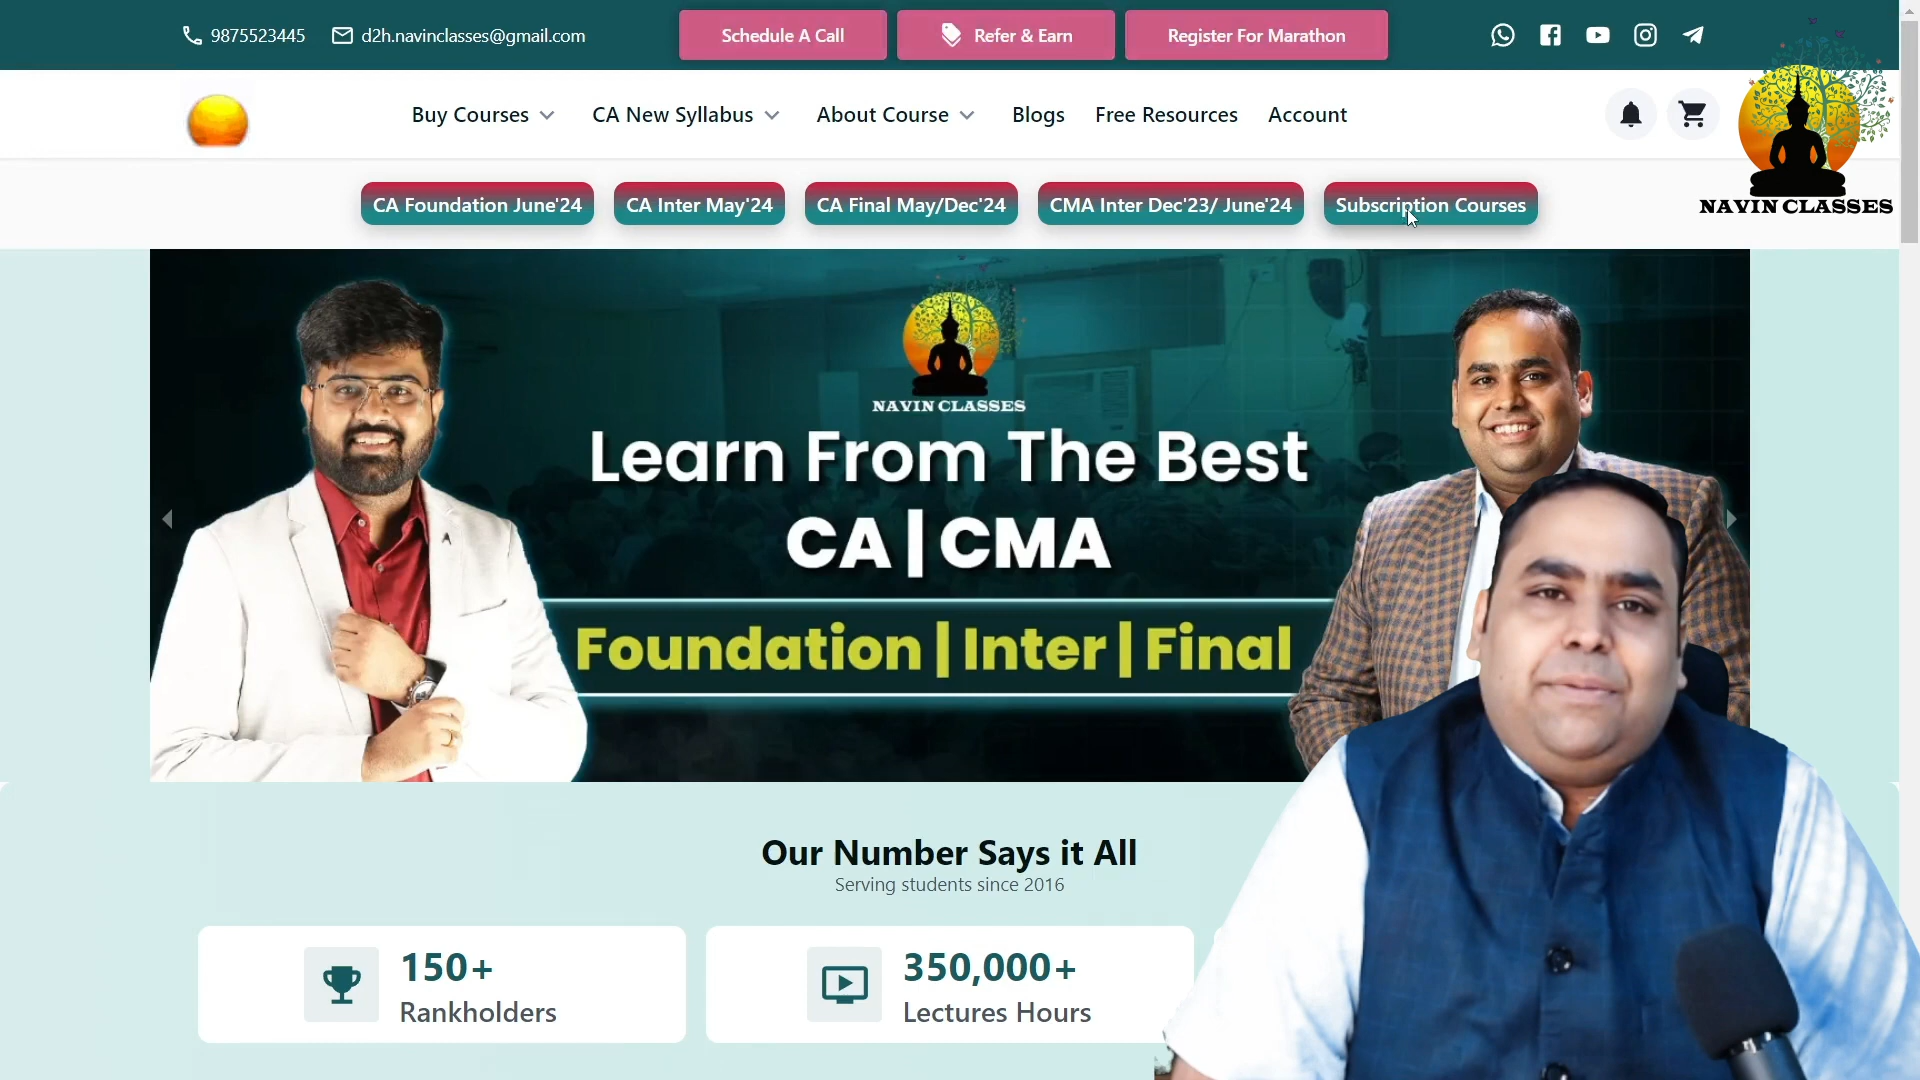 9875523445
d2h.navinclasses@gmail.com
Schedule A Call
Refer & Earn
Register For Marathon
Buy Courses
CA New Syllabus
About Course
Blogs
Free Resources
Account
NAVIN CLASSES
CA Foundation June'24
CA Inter May'24
CA Final May/Dec'24
CMA Inter Dec'23/ June'24
Subscription Courses
NAVIN CLASSES
Learn From The Best
CA | CMA
Foundation | Inter | Final
Our Number Says it All
Serving students since 2016
150+
Rankholders
350,000+
Lectures Hours